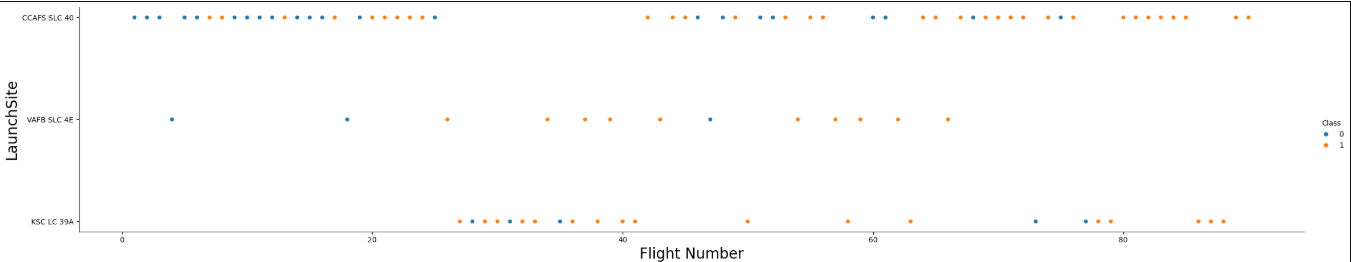 CCAFS SLC 40
VAFB SLC 4E
KSC LC 39A
LaunchSite
0 20 40 60 80
Flight Number
Class
0
1